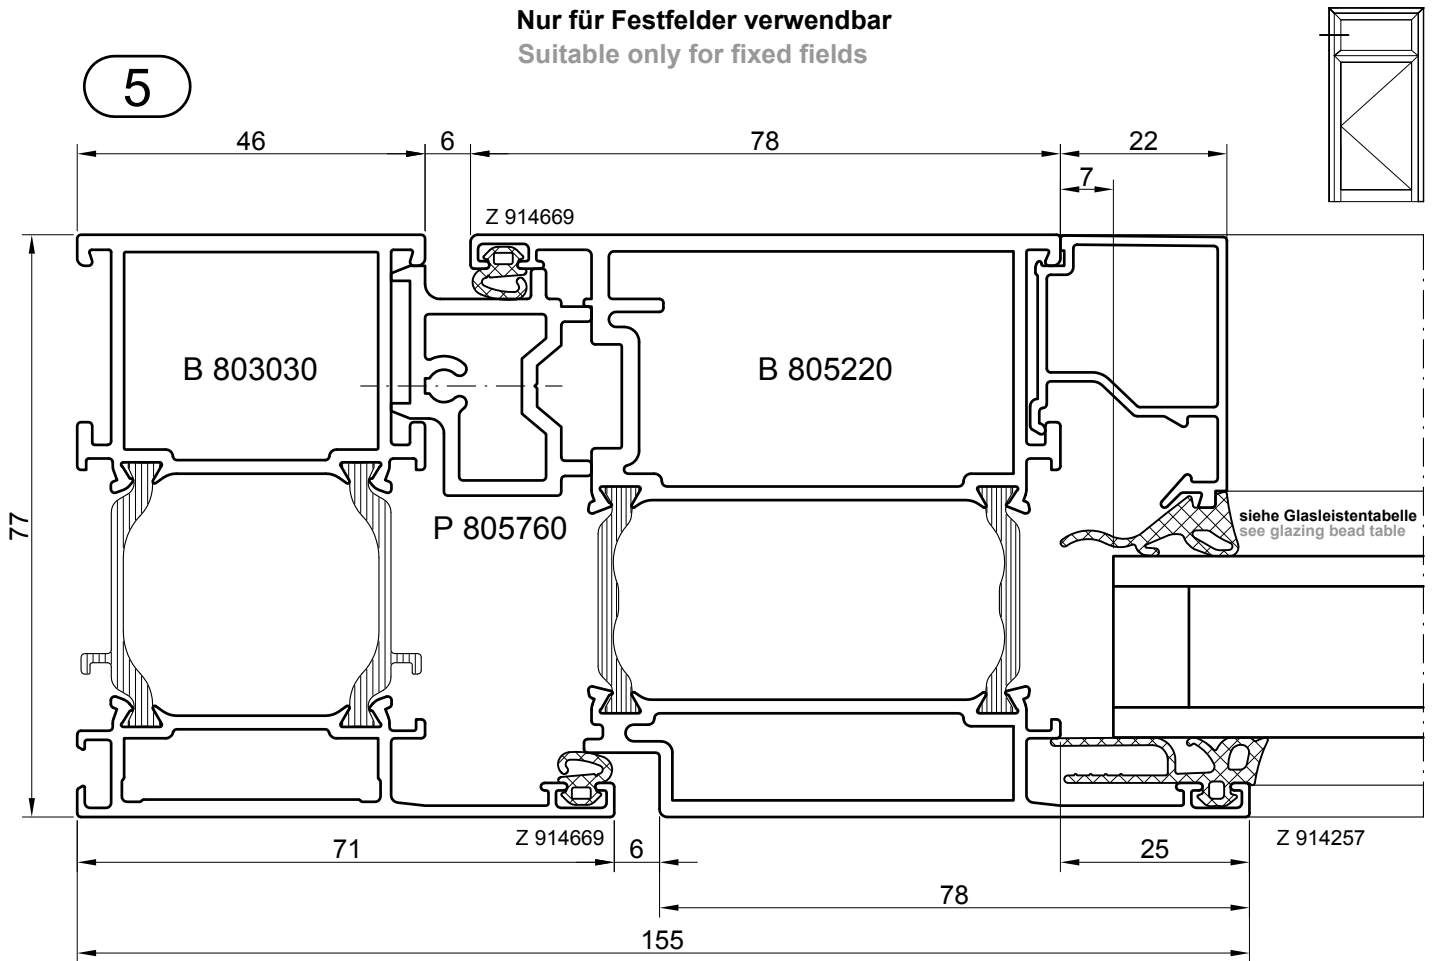 Nur für Festfelder verwendbar
Suitable only for fixed fields
5
46
6
78
22
7
Z 914669
B 803030
B 805220
P 805760
77
siehe Glasleistentabelle
see glazing bead table
Z 914669
Z 914257
71
6
25
78
155